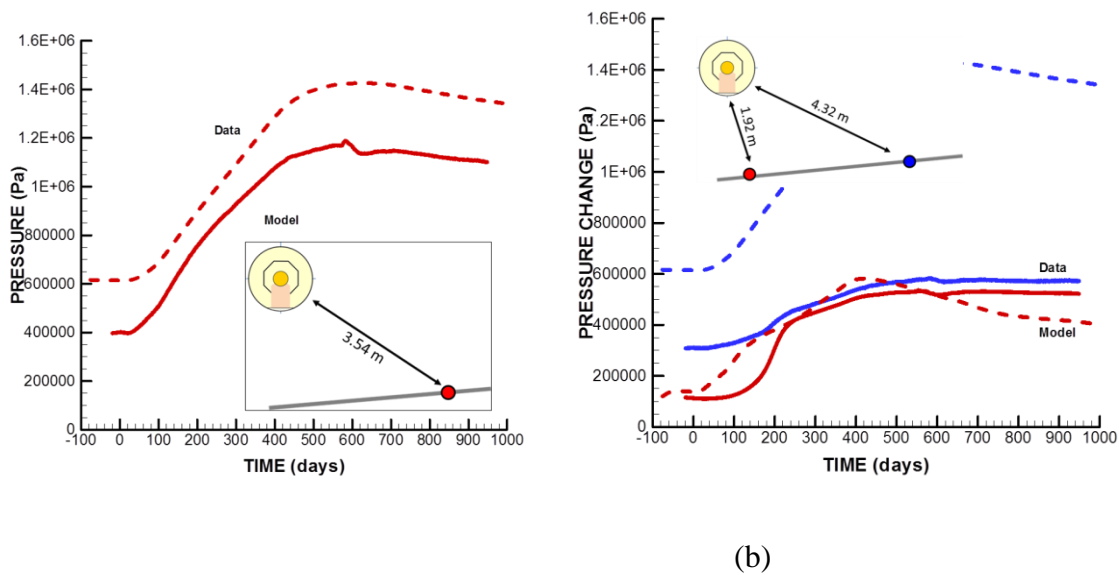 1.6E+06
1.4E+06
1.2E+06
1E+06
800000
600000
400000
200000
0
PRESSURE (Pa)
Data
Model
3.54 m
-100 0 100 200 300 400 500 600 700 800 900 1000
TIME (days)
1.6E+06
1.4E+06
1.2E+06
1E+06
800000
600000
400000
200000
0
PRESSURE CHANGE (Pa)
1.92 m
4.32 m
Data
Model
-100 0 100 200 300 400 500 600 700 800 900 1000
TIME (days)
(b)